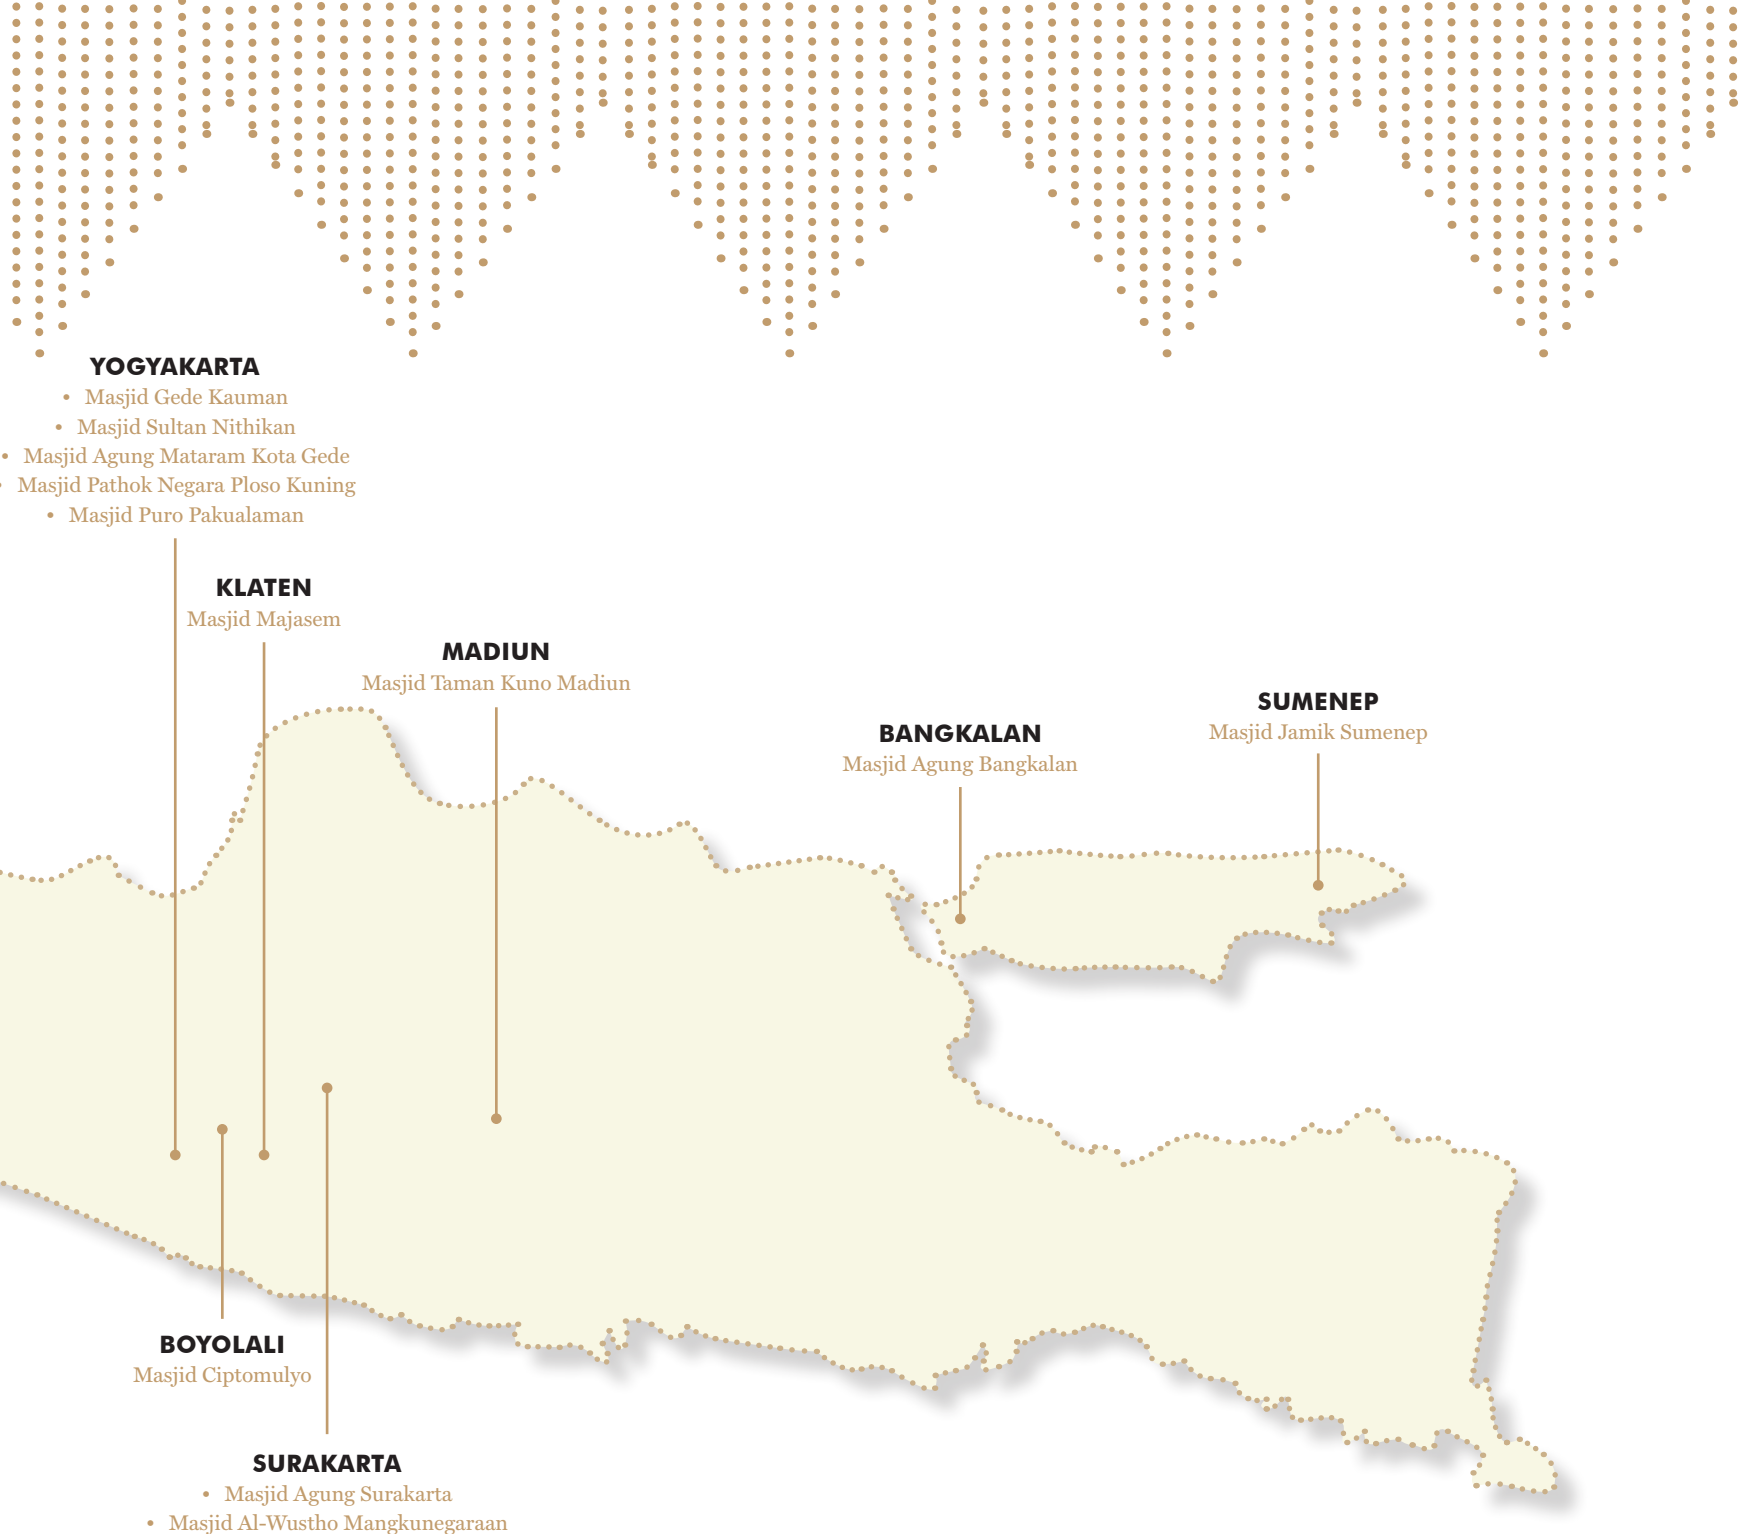 YOGYAKARTA
• Masjid Gede Kauman
• Masjid Sultan Nithikan
• Masjid Agung Mataram Kota Gede
• Masjid Pathok Negara Ploso Kuning
• Masjid Puro Pakualaman
KLATEN
Masjid Majasem
MADIUN
Masjid Taman Kuno Madiun
SUMENEP
Masjid Jamik Sumenep
BANGKALAN
Masjid Agung Bangkalan
BOYOLALI
Masjid Ciptomulyo
SURAKARTA
• Masjid Agung Surakarta
• Masjid Al-Wustho Mangkunegaraan